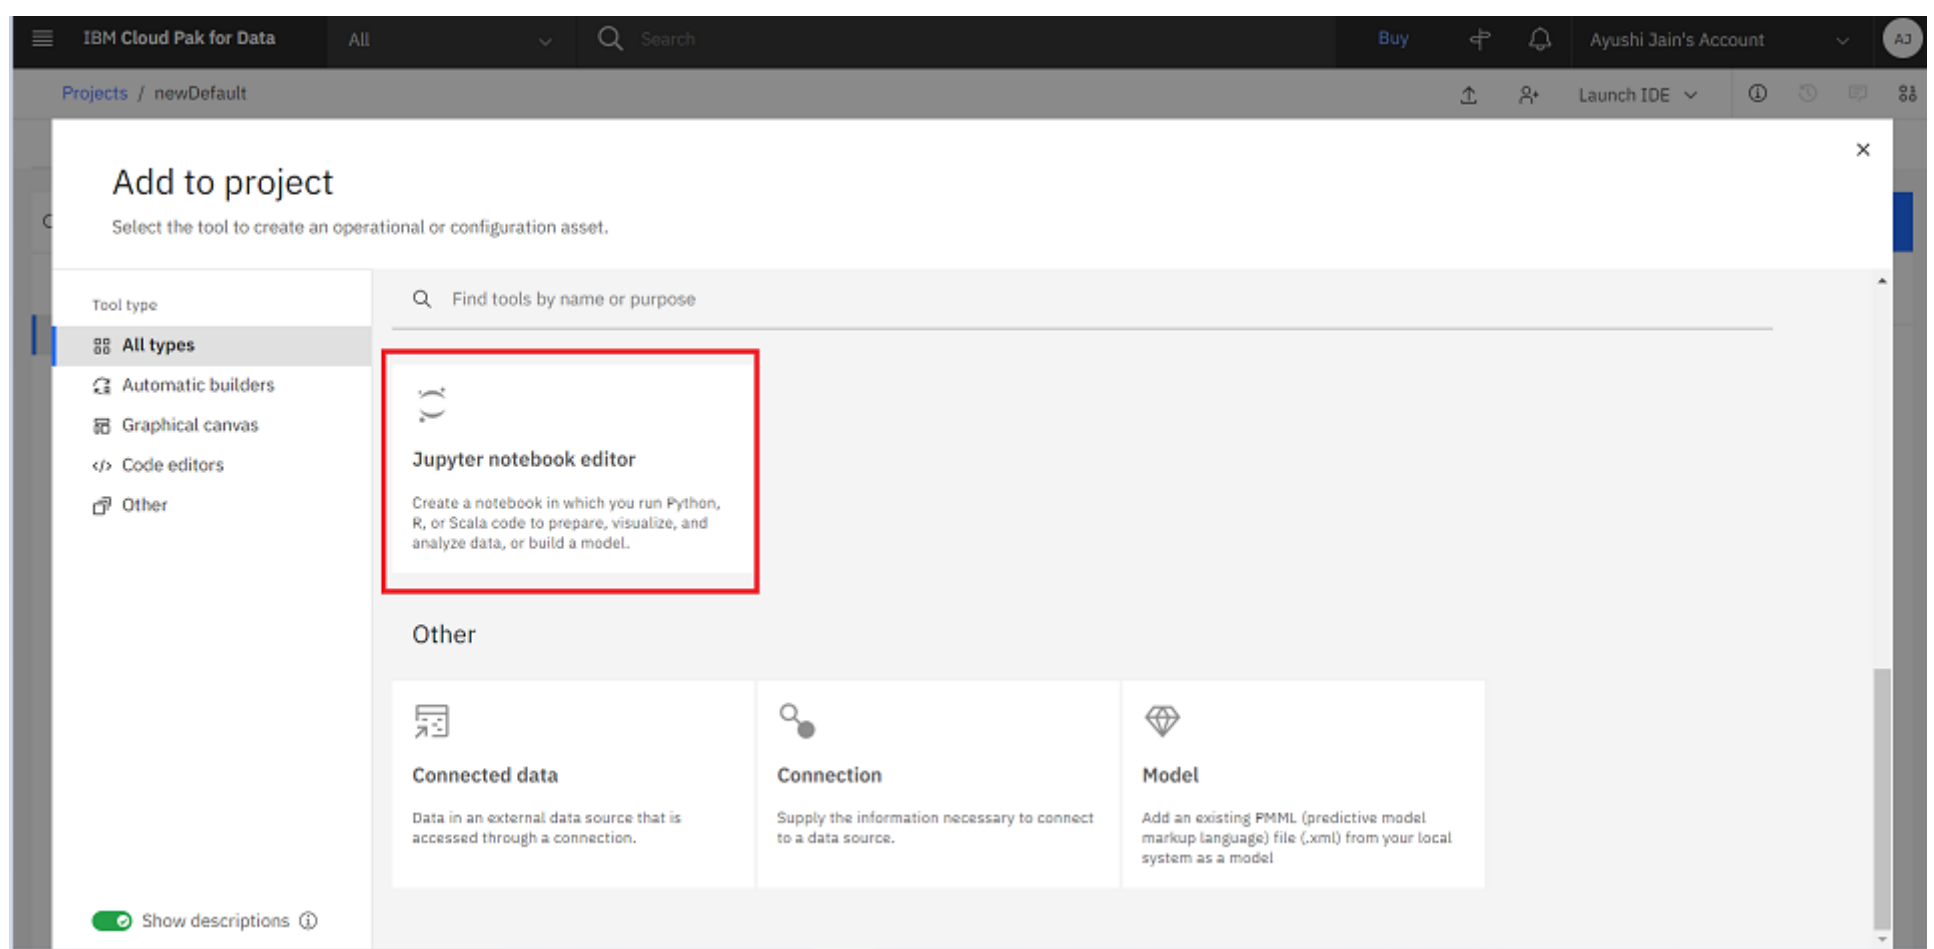 IBM Cloud Pak for Data
All
Search
Buy
Ayushi Jain's Account
AJ
Projects / newDefault
Launch IDE
Add to project
Select the tool to create an operational or configuration asset.
Tool type
All types
Automatic builders
Graphical canvas
Code editors
Other
Show descriptions
Find tools by name or purpose
Jupyter notebook editor
Create a notebook in which you run Python,
R, or Scala code to prepare, visualize, and
analyze data, or build a model.
Other
Connected data
Data in an external data source that is
accessed through a connection.
Connection
Supply the information necessary to connect
to a data source.
Model
Add an existing PMML (predictive model
markup language) file (.xml) from your local
system as a model